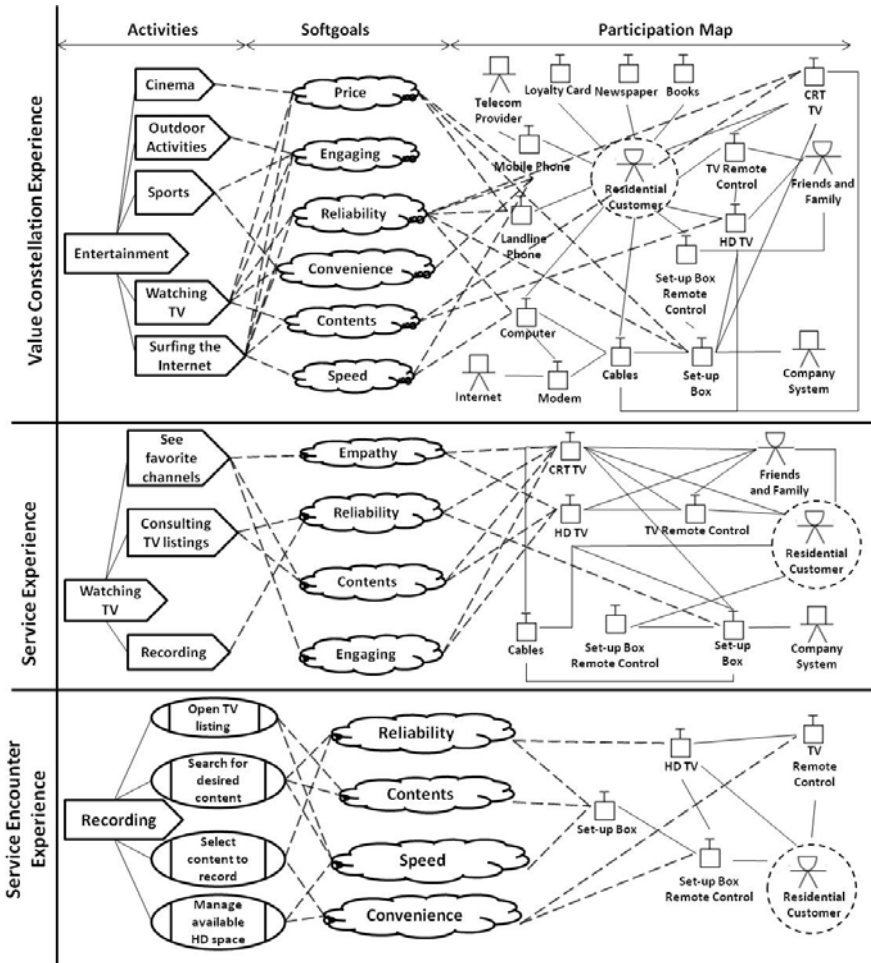 Activities
Softgoals
Participation Map
Value Constellation Experience
Entertainment
Cinema
Outdoor
Activities
Sports
Watching
TV
Surfing the
Internet
Price
Engaging
Reliability
Convenience
Contents
Speed
Telecom
Provider
Loyalty Card
Newspaper
Books
CRT
TV
Mobile Phone
Residential
Customer
TV Remote
Control
Friends and
Family
Landline
Phone
HD TV
Set-up Box
Remote
Control
Computer
Internet
Modem
Cables
Set-up
Box
Company
System
Service Experience
Watching
TV
See
favorite
channels
Consulting
TV listings
Recording
Empathy
Reliability
Contents
Engaging
CRT TV
Friends
and Family
HD TV
TV Remote Control
Residential
Customer
Cables
Set-up Box
Remote Control
Set-up
Box
Company
System
Service Encounter
Experience
Recording
Open TV
listing
Search for
desired
content
Select
content to
record
Manage
available
HD space
Reliability
Contents
Speed
Convenience
HD TV
TV
Remote
Control
Set-up Box
Set-up Box
Remote Control
Residential
Customer